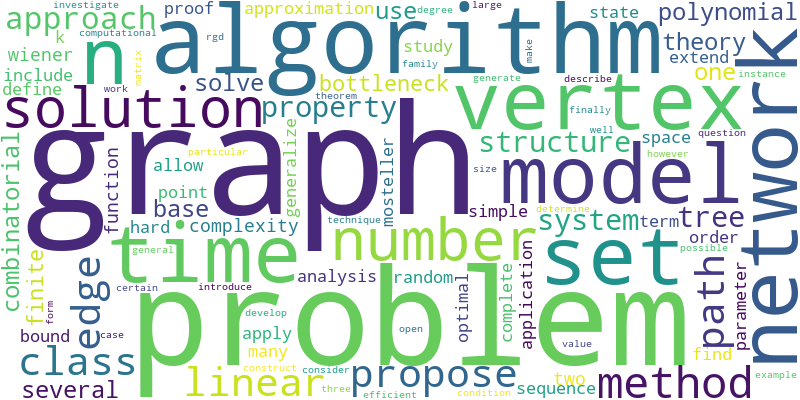 investigate degree large
approach proof approximation use state polynomial
k computational algorithm
wiener n study theory
include matrix rgd family make extend
define work solve bottleneck generate describe one instance
solution property theorem vertex network
finally
particular graph generalize mosteller structure well space question
combinatorial allow however
function point size model
base technique simple determine
hard complexity number system term tree
time general order possible
finite edge certain introduce analysis random set path
optimal complete application parameter
form develop problem
bound case apply open value
many find
class construct consider propose two example
several linear three efficient condition sequence method